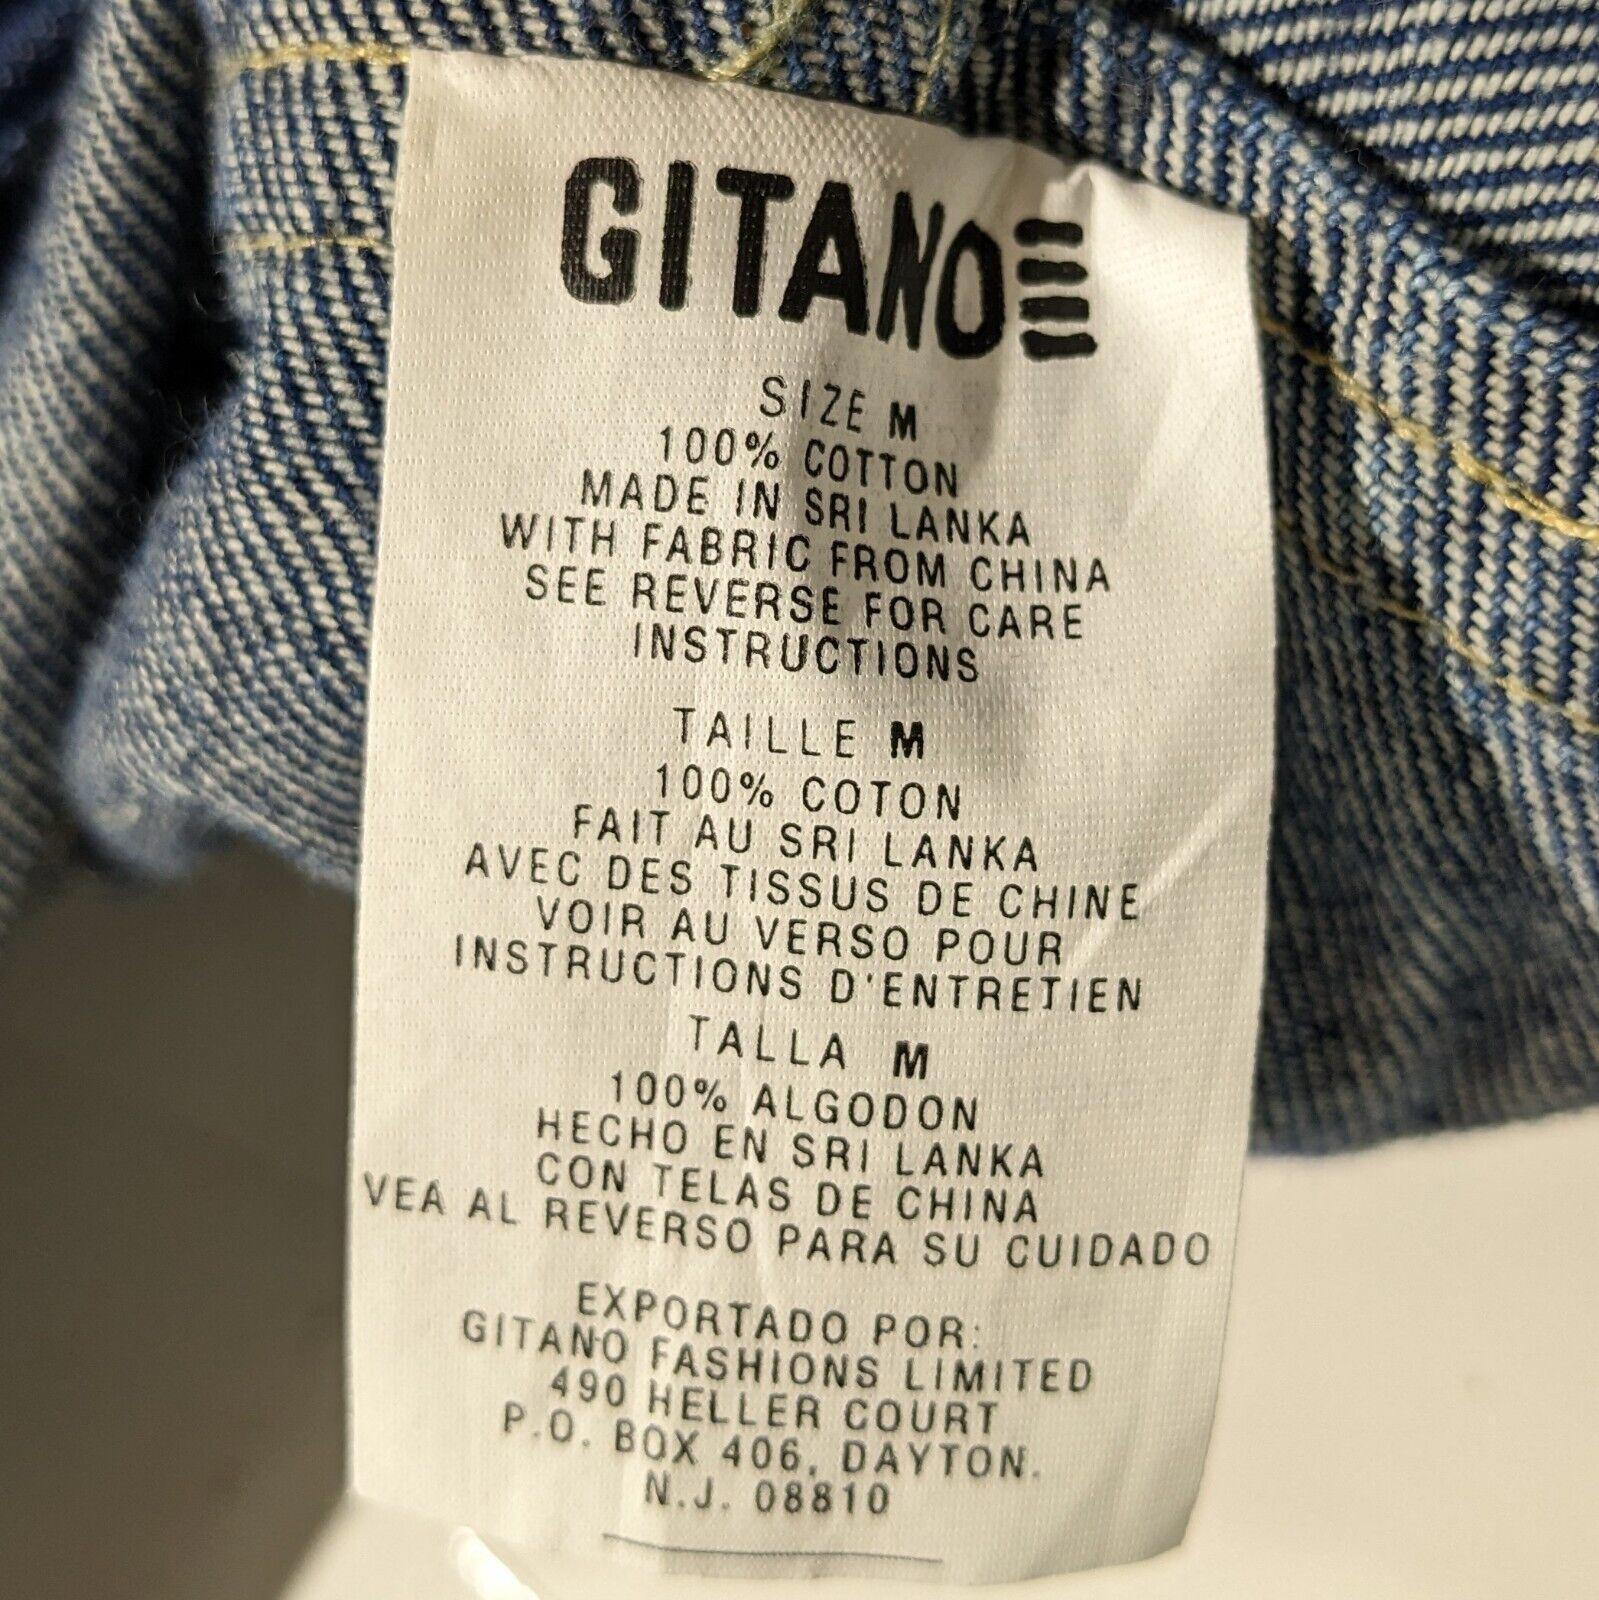 GITANO
SIZE M
100% COTTON
MADE IN SRI LANKA
WITH FABRIC FROM CHINA
SEE REVERSE FOR CARE
INSTRUCTIONS
TAILLE M
100% COTON
FAIT AU SRI LANKA
AVEC DES TISSUS DE CHINE
VOIR AU VERSO POUR
INSTRUCTIONS D'ENTRETIEN
TALLA M
100% ALGODON
HECHO EN SRI LANKA
CON TELAS DE CHINA
VEA AL REVERSO PARA SU CUIDADO
EXPORTADO POR:
GITANO FASHIONS LIMITED
490 HELLER COURT
P.O. BOX 406, DAYTON.
N.J. 08810